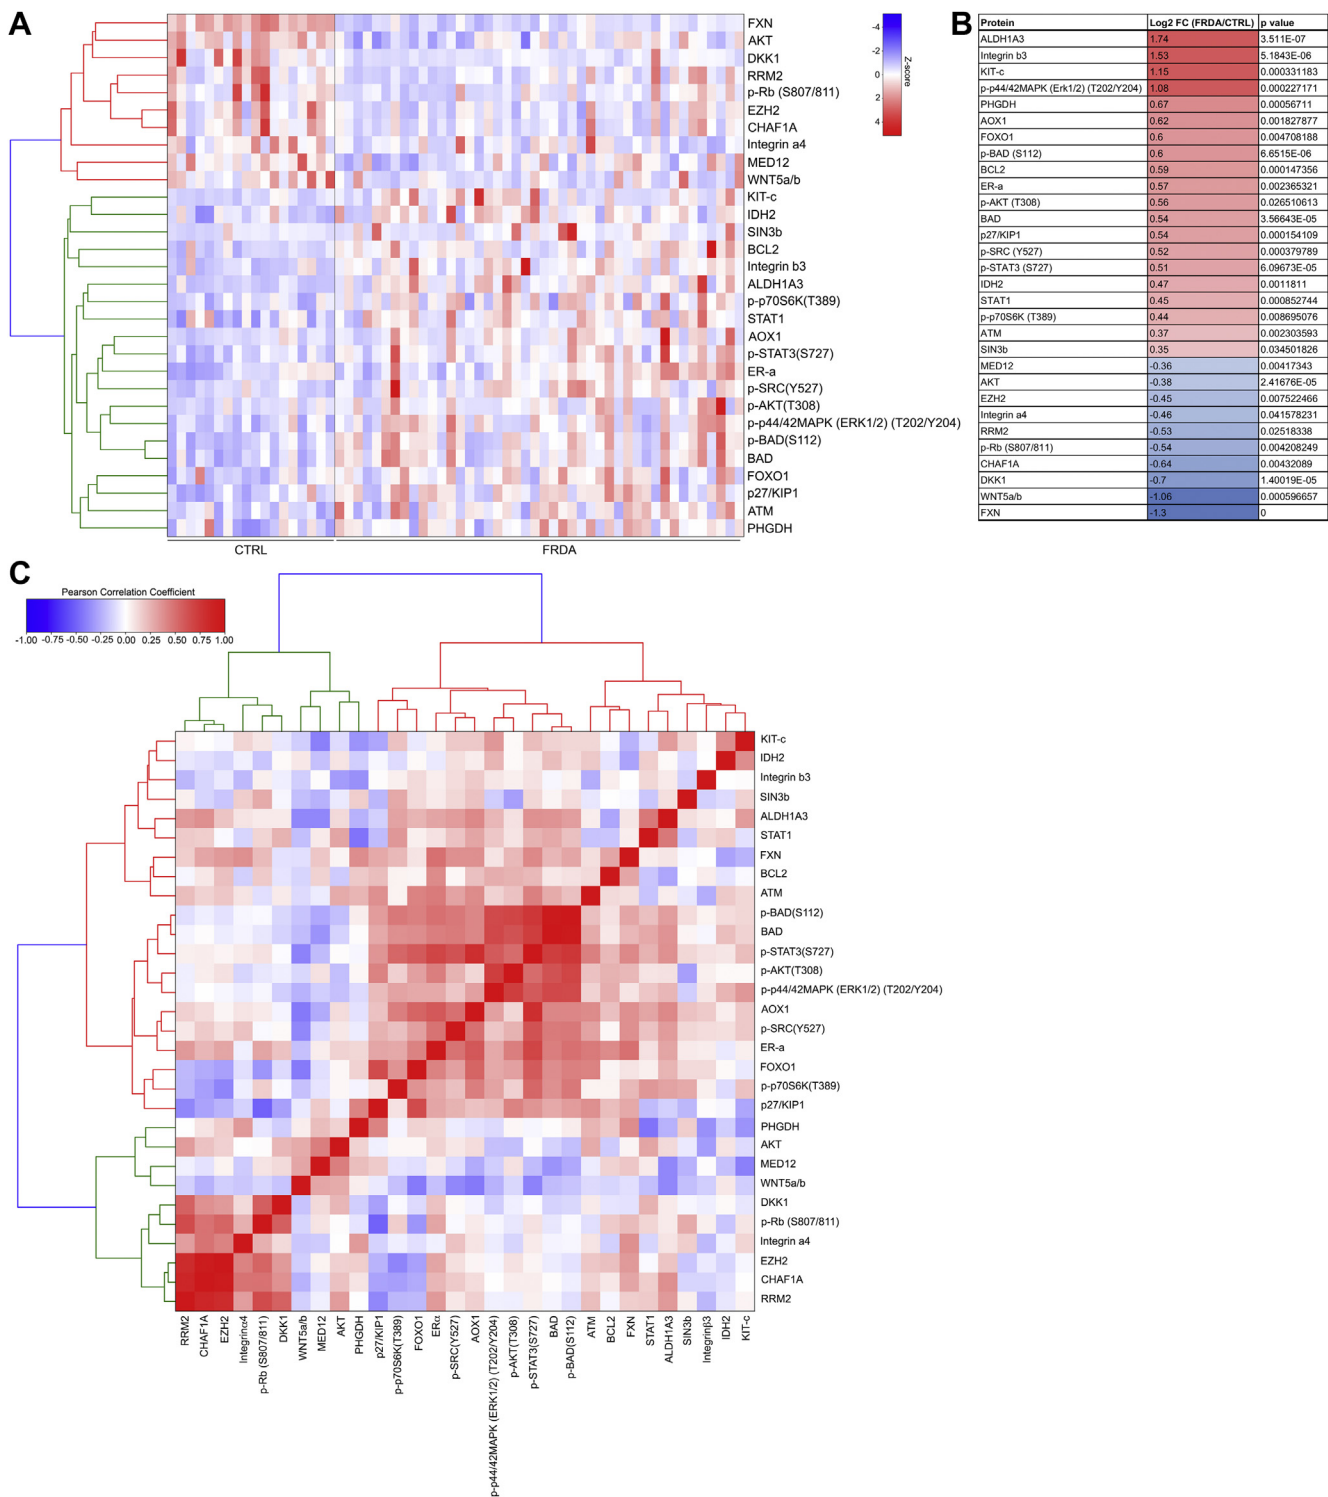 A
FXN
AKT
DKK1
RRM2
p-Rb (S807/811)
EZH2
CHAF1A
Integrin a4
MED12
WNT5a/b
KIT-c
IDH2
SIN3b
BCL2
Integrin b3
ALDH1A3
p-p70S6K(T389)
STAT1
AOX1
p-STAT3(S727)
ER-a
p-SRC(Y527)
p-AKT(T308)
p-p44/42MAPK (ERK1/2) (T202/Y204)
p-BAD(S112)
BAD
FOXO1
p27/KIP1
ATM
PHGDH
CTRL FRDA
-4
-2
0
2
4
Z-score
B
Protein Log2 FC (FRDA/CTRL) p value
ALDH1A3 1.74 3.511E-07
Integrin b3 1.53 5.1843E-06
KIT-c 1.15 0.000331183
p-p44/42MAPK (Erk1/2) (T202/Y204) 1.08 0.000227171
PHGDH 0.67 0.00056711
AOX1 0.62 0.001827877
FOXO1 0.6 0.004708188
p-BAD (S112) 0.6 6.6515E-06
BCL2 0.59 0.000147356
ER-a 0.57 0.002365321
p-AKT (T308) 0.56 0.026510613
BAD 0.54 3.56643E-05
p27/KIP1 0.54 0.000154109
p-SRC (Y527) 0.52 0.000379789
p-STAT3 (S727) 0.51 6.09673E-05
IDH2 0.47 0.0011811
STAT1 0.45 0.000852744
p-p70S6K (T389) 0.44 0.008695076
ATM 0.37 0.002303593
SIN3b 0.35 0.034501826
MED12 -0.36 0.00417343
AKT -0.38 2.41676E-05
EZH2 -0.45 0.007522466
Integrin a4 -0.46 0.041578231
RRM2 -0.53 0.02518338
p-Rb (S807/811) -0.54 0.004208249
CHAF1A -0.64 0.00432089
DKK1 -0.7 1.40019E-05
WNT5a/b -1.06 0.000596657
FXN -1.3 0
C
Pearson Correlation Coefficient
-1.00 -0.75 -0.50 -0.25 0.00 0.25 0.50 0.75 1.00
KIT-c
IDH2
Integrin b3
SIN3b
ALDH1A3
STAT1
FXN
BCL2
ATM
p-BAD(S112)
BAD
p-STAT3(S727)
p-AKT(T308)
p-p44/42MAPK (ERK1/2) (T202/Y204)
AOX1
p-SRC(Y527)
ER-a
FOXO1
p-p70S6K(T389)
p27/KIP1
PHGDH
AKT
MED12
WNT5a/b
DKK1
p-Rb (S807/811)
Integrin a4
EZH2
CHAF1A
RRM2
RRM2
CHAF1A
EZH2
Integrinα4
p-Rb (S807/811)
DKK1
WNT5a/b
MED12
AKT
PHGDH
p27/KIP1
p-p70S6K(T389)
FOXO1
ERα
p-SRC(Y527)
AOX1
p-p44/42MAPK (ERK1/2) (T202/Y204)
p-AKT(T308)
p-STAT3(S727)
BAD
p-BAD(S112)
ATM
BCL2
FXN
STAT1
ALDH1A3
SIN3b
Integrinβ3
IDH2
KIT-c